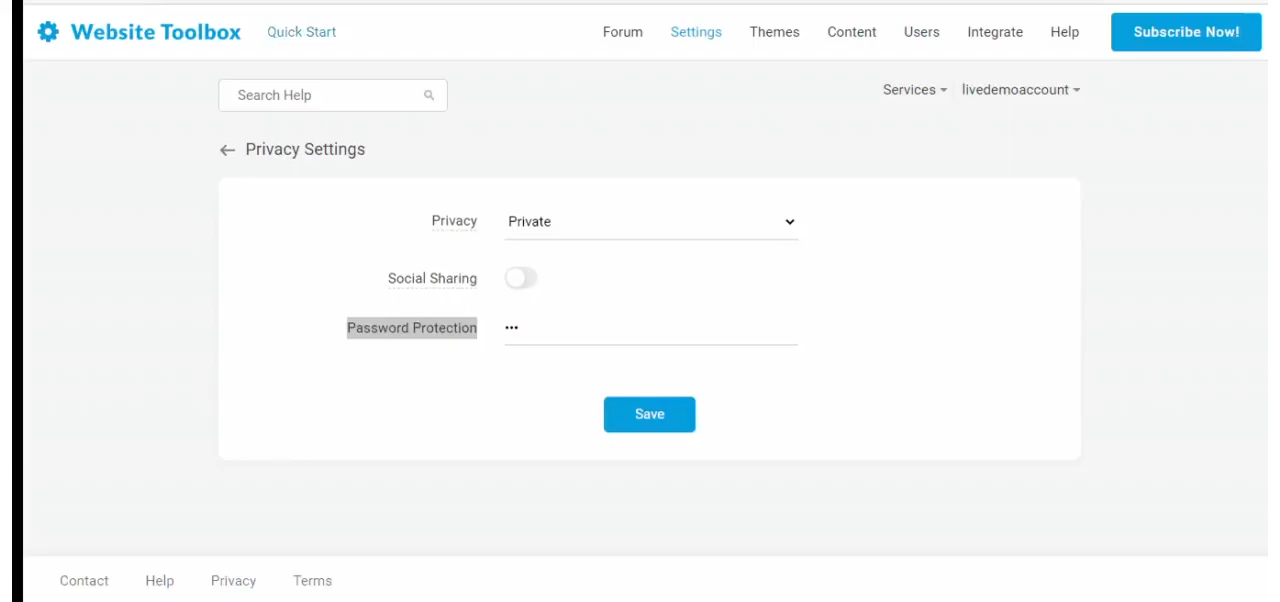 Website Toolbox Quick Start Forum Settings Themes Content Users Integrate Help Subscribe Now!
Search Help Services livedemoaccount
Privacy Settings
Privacy Private
Social Sharing
Password Protection •••
Save
Contact Help Privacy Terms